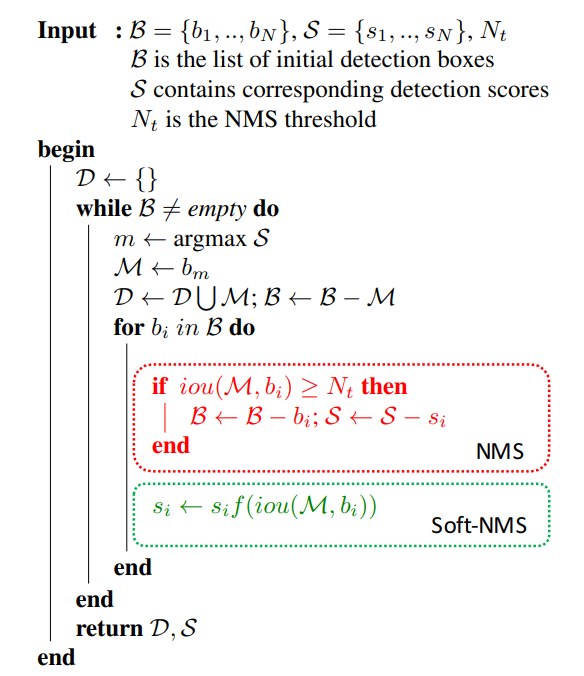 Input : ℬ = {b₁, .., b_N}, 𝒮 = {s₁, .., s_N}, N_t
ℬ is the list of initial detection boxes
𝒮 contains corresponding detection scores
N_t is the NMS threshold
begin
𝒟 ← {}
while ℬ ≠ empty do
m ← argmax 𝒮
ℳ ← b_m
𝒟 ← 𝒟 ⋃ ℳ; ℬ ← ℬ − ℳ
for b_i in ℬ do
if iou(ℳ, b_i) ≥ N_t then
ℬ ← ℬ − b_i; 𝒮 ← 𝒮 − s_i
end
NMS
s_i ← s_i f(iou(ℳ, b_i))
Soft-NMS
end
end
return 𝒟, 𝒮
end